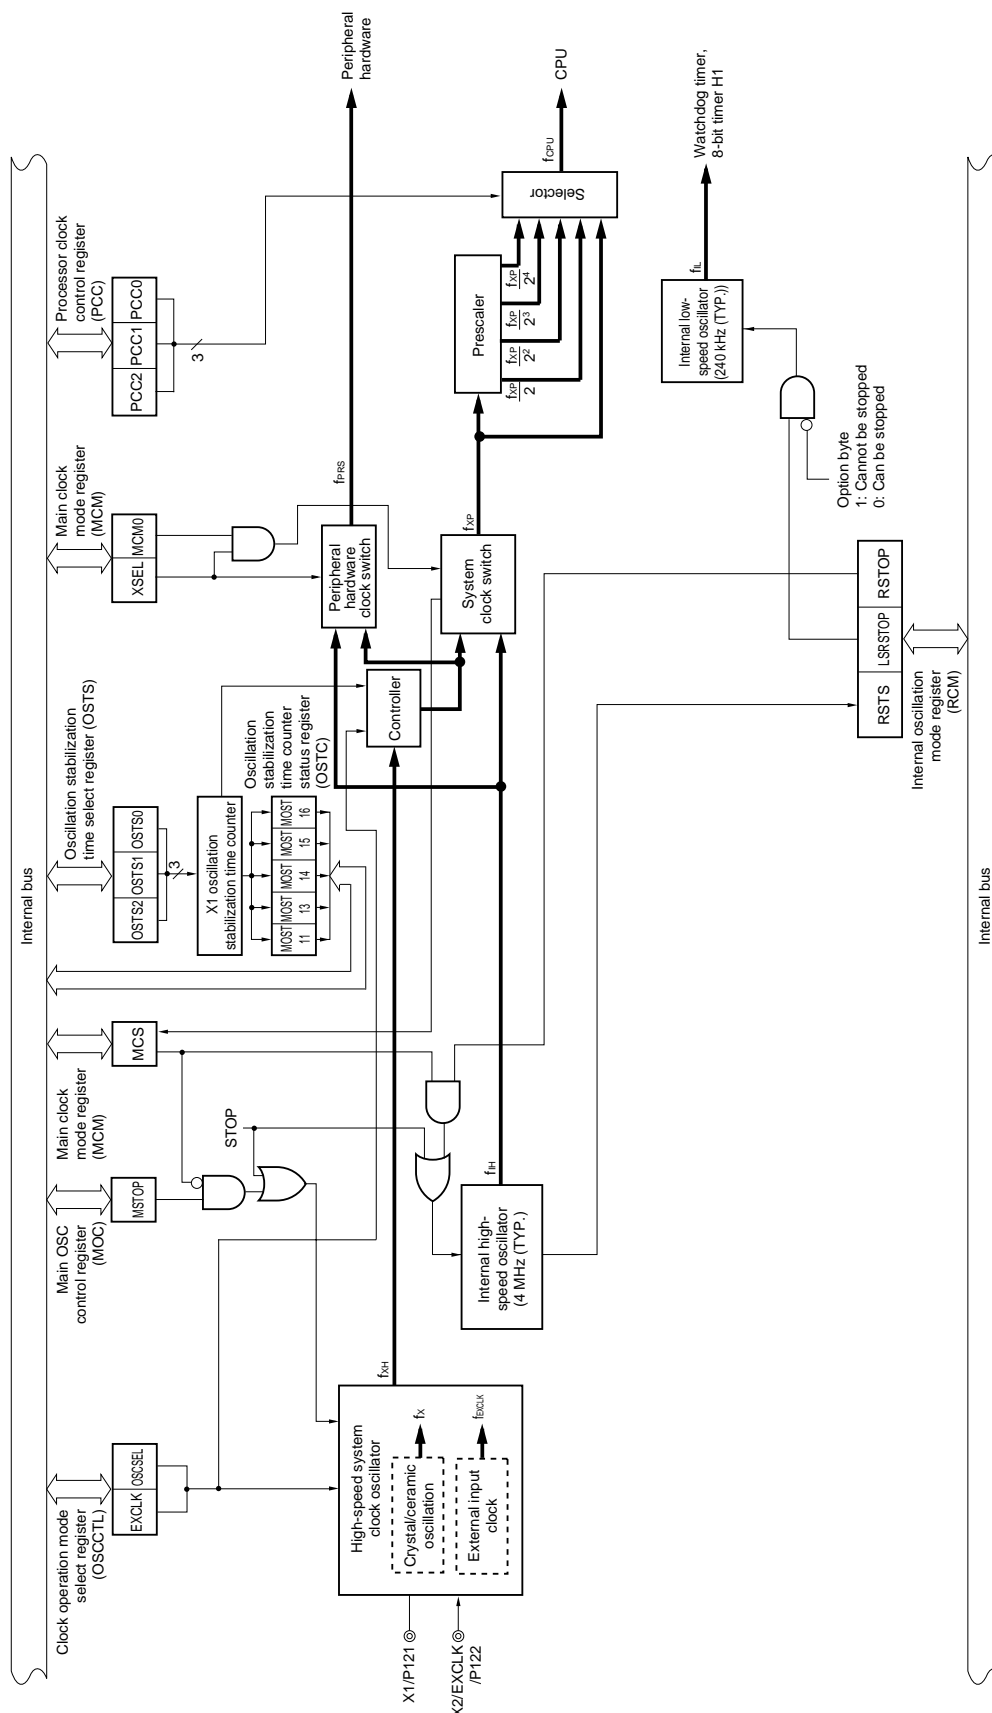 Internal bus
Clock operation mode
select register
(OSCCTL)
EXCLK
OSCSEL
Main OSC
control register
(MOC)
MSTOP
Main clock
mode register
(MCM)
MCS
STOP
Oscillation stabilization
time select register (OSTS)
OSTS2
OSTS1
OSTS0
3
X1 oscillation
stabilization time counter
Oscillation
stabilization
time counter
status register
(OSTC)
MOST
11
MOST
13
MOST
14
MOST
15
MOST
16
Main clock
mode register
(MCM)
XSEL
MCM0
Processor clock
control register
(PCC)
PCC2
PCC1
PCC0
3
X1/P121
X2/EXCLK
/P122
High-speed system
clock oscillator
Crystal/ceramic
oscillation
fX
External input
clock
fEXCLK
fXH
Internal high-
speed oscillator
(4 MHz (TYP.)
fIH
Controller
Peripheral
hardware
clock switch
fPRS
Peripheral
hardware
System
clock switch
fXP
Prescaler
fXP
2
fXP
2²
fXP
2³
fXP
2⁴
Selector
fCPU
CPU
Internal low-
speed oscillator
(240 kHz (TYP.))
fIL
Watchdog timer,
8-bit timer H1
Option byte
1: Cannot be stopped
0: Can be stopped
RSTS
LSRSTOP
RSTOP
Internal oscillation
mode register
(RCM)
Internal bus